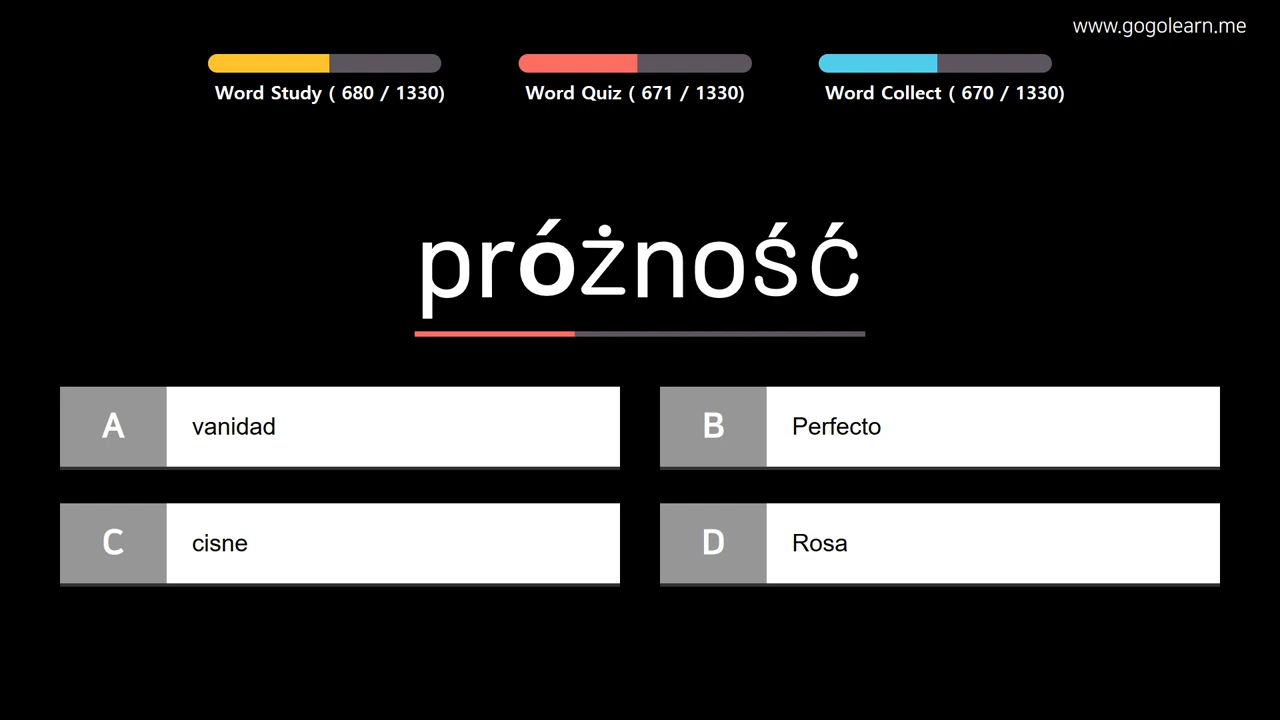 www.gogolearn.me
Word Study ( 680 / 1330)
Word Quiz ( 671 / 1330)
Word Collect ( 670 / 1330)
próżność
A vanidad
B Perfecto
C cisne
D Rosa